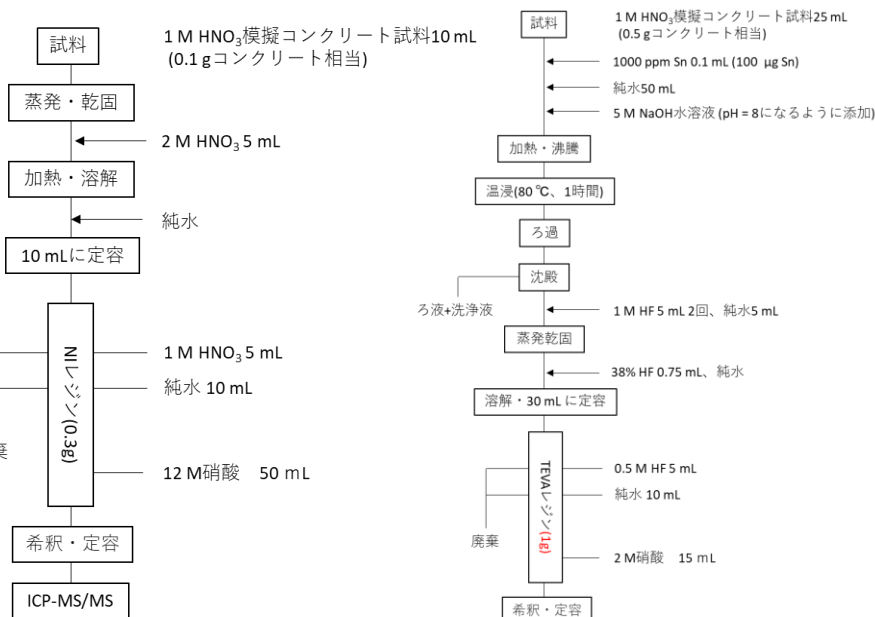 試料
1 M HNO₃模擬コンクリート試料10 mL
(0.1 gコンクリート相当)
蒸発・乾固
2 M HNO₃ 5 mL
加熱・溶解
純水
10 mLに定容
NIレジン(0.3g)
1 M HNO₃ 5 mL
純水 10 mL
12 M硝酸 50 mL
希釈・定容
ICP-MS/MS
試料
1 M HNO₃模擬コンクリート試料25 mL
(0.5 gコンクリート相当)
1000 ppm Sn 0.1 mL (100 μg Sn)
純水50 mL
5 M NaOH水溶液 (pH = 8になるように添加)
加熱・沸騰
温浸(80 ℃、1時間)
ろ過
沈殿
ろ液+洗浄液
1 M HF 5 mL 2回、純水5 mL
蒸発乾固
38% HF 0.75 mL、純水
溶解・30 mL に定容
TEVAレジン(1g)
0.5 M HF 5 mL
純水 10 mL
廃棄
2 M硝酸 15 mL
希釈・定容